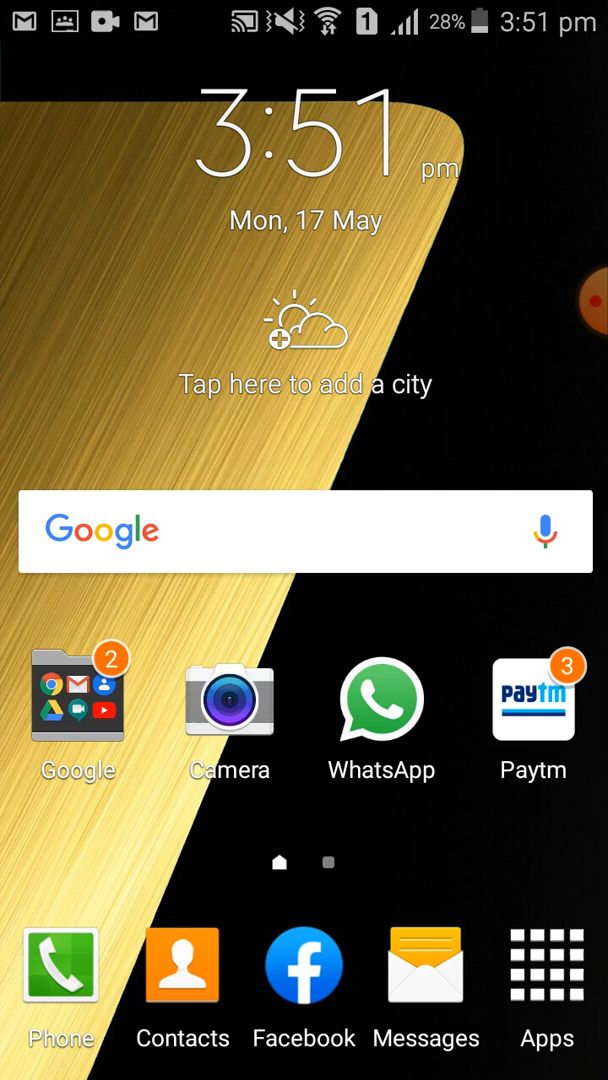 1 28% 3:51 pm
3:51 pm
Mon, 17 May
Tap here to add a city
Google
2 3
paytm
Google Camera WhatsApp Paytm
Phone Contacts Facebook Messages Apps